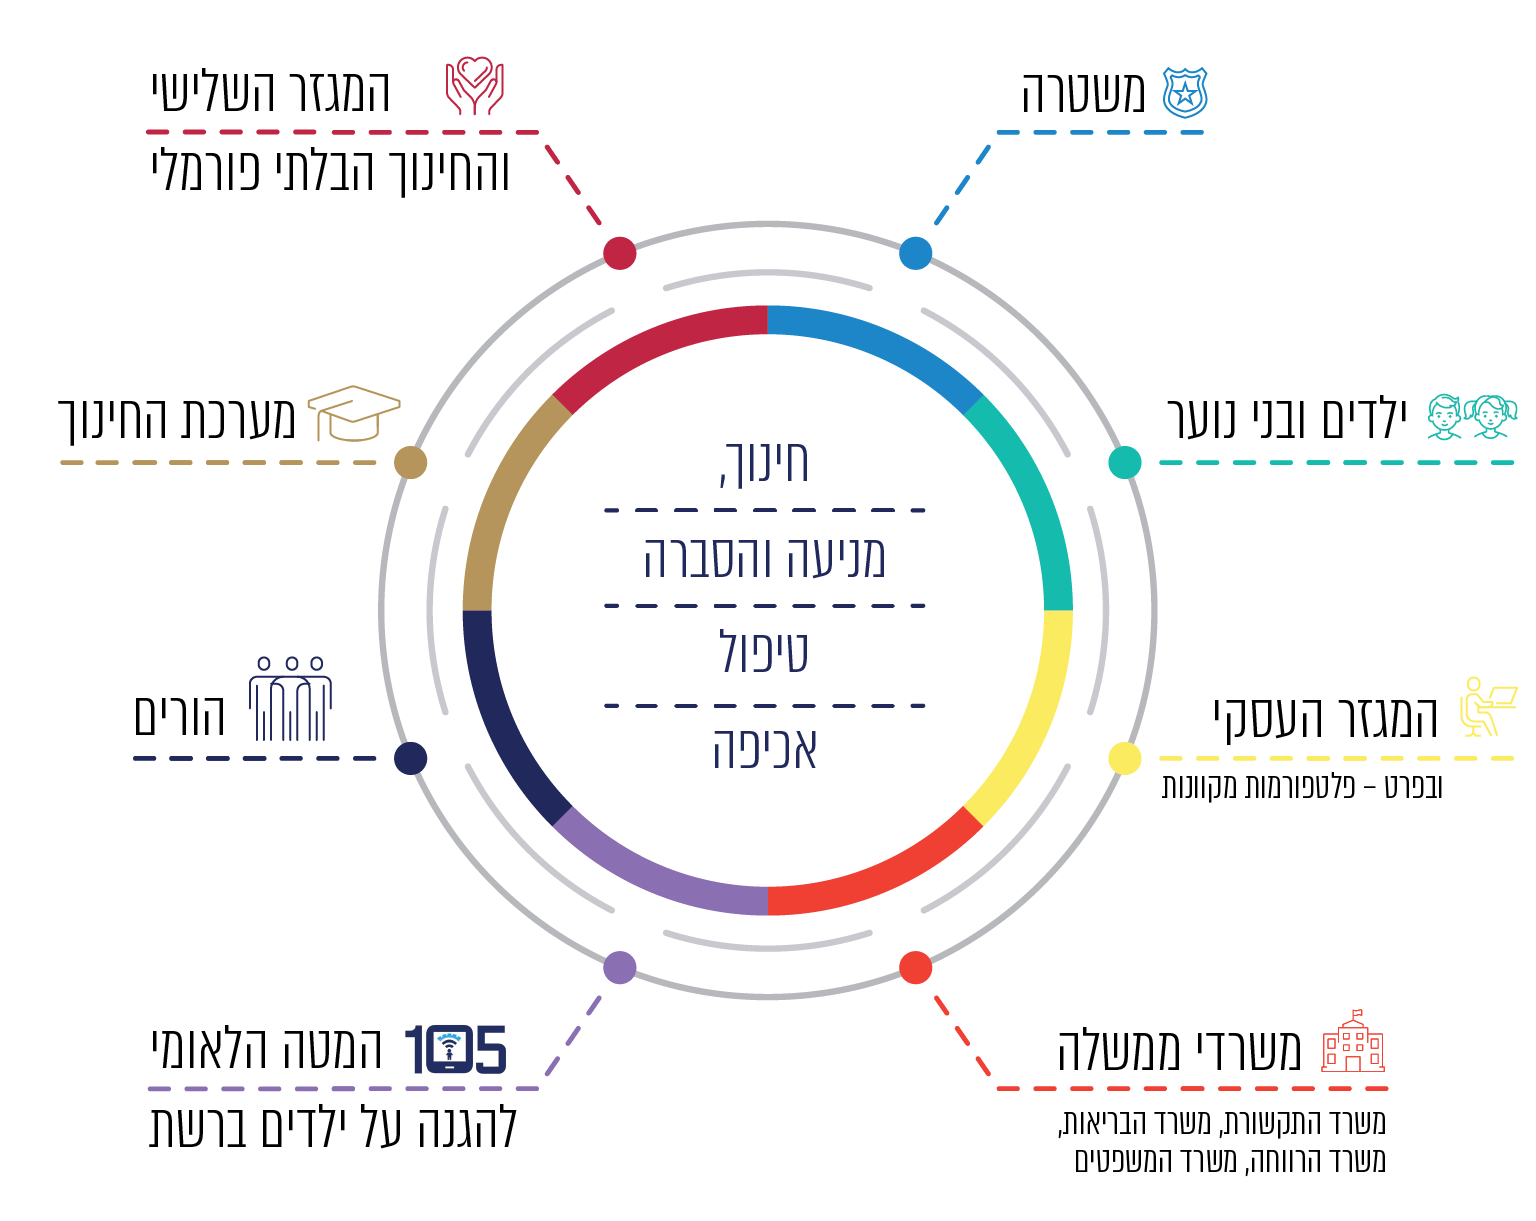 משטרה
ילדים ובני נוער
המגזר העסקי
ובפרט – פלטפורמות מקוונות
משרדי ממשלה
משרד התקשורת, משרד הבריאות,
משרד הרווחה, משרד המשפטים
105 המטה הלאומי
להגנה על ילדים ברשת
הורים
מערכת החינוך
המגזר השלישי
והחינוך הבלתי פורמלי
חינוך,
מניעה והסברה
טיפול
אכיפה